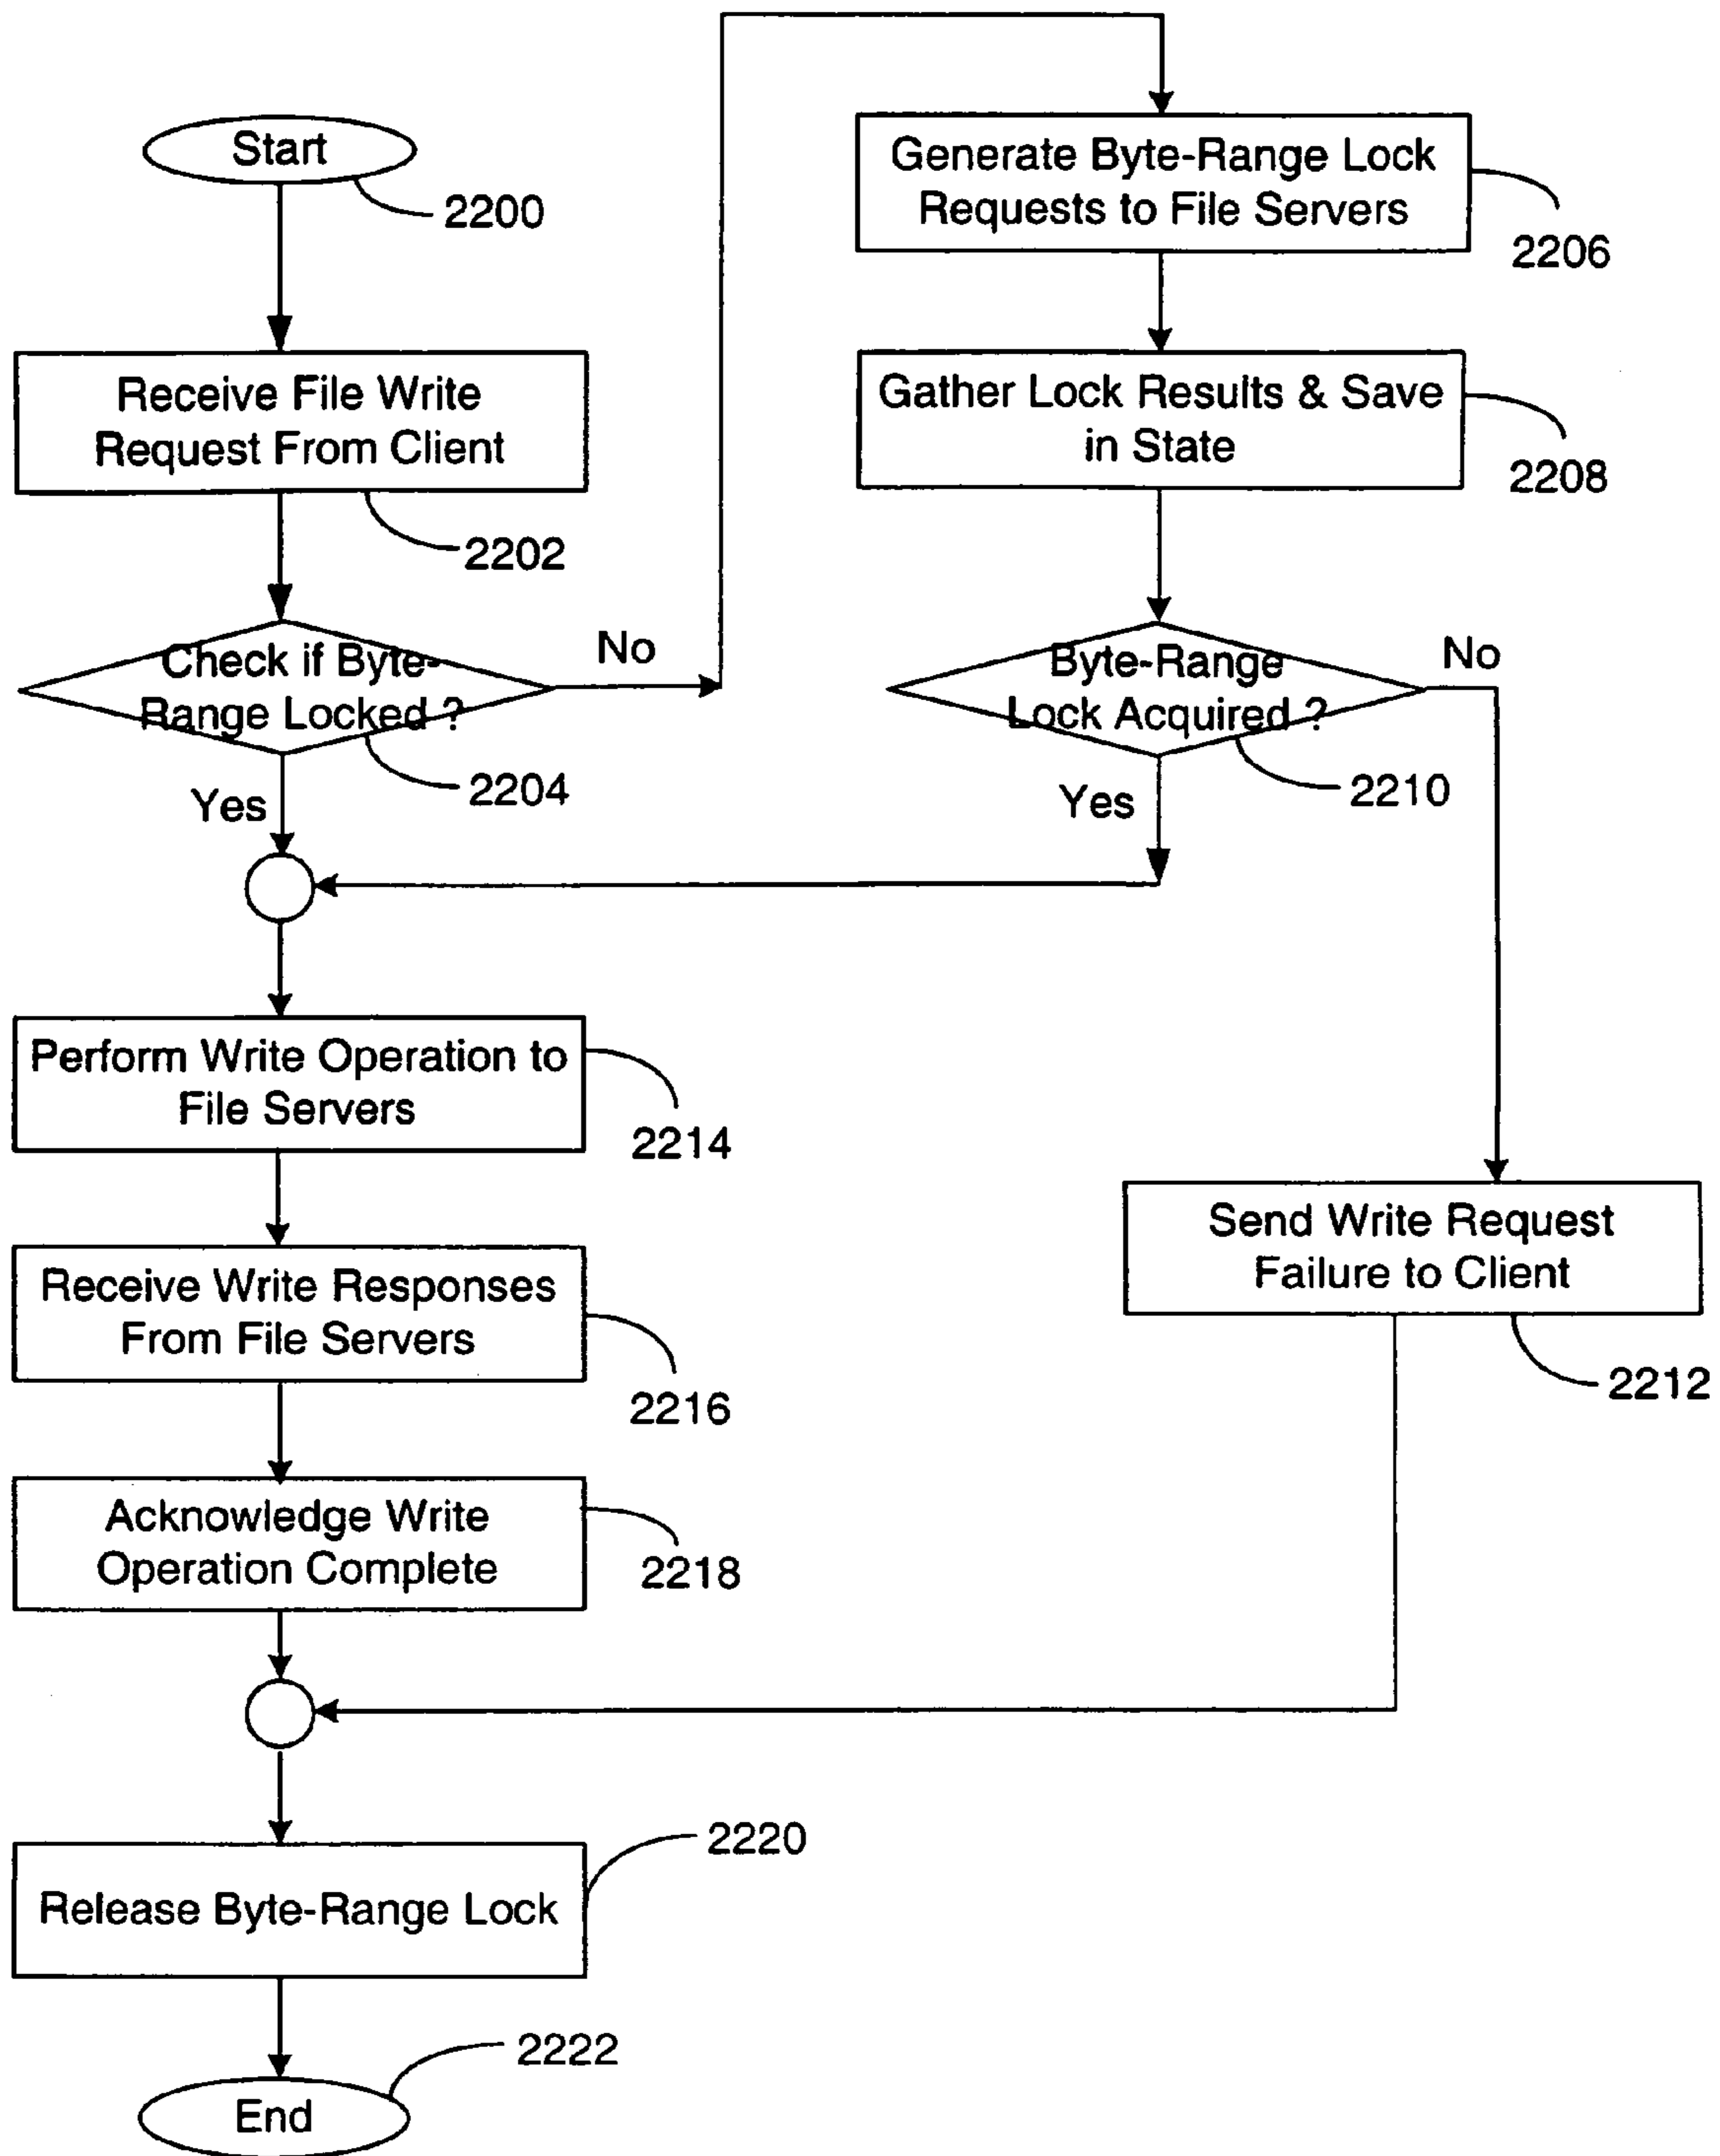 Start
2200
Receive File Write
Request From Client
2202
Check if Byte-
Range Locked ?
No
2204
Yes
Generate Byte-Range Lock
Requests to File Servers
2206
Gather Lock Results & Save
in State
2208
Byte-Range
Lock Acquired ?
No
2210
Yes
Perform Write Operation to
File Servers
2214
Receive Write Responses
From File Servers
2216
Send Write Request
Failure to Client
2212
Acknowledge Write
Operation Complete
2218
Release Byte-Range Lock
2220
End
2222